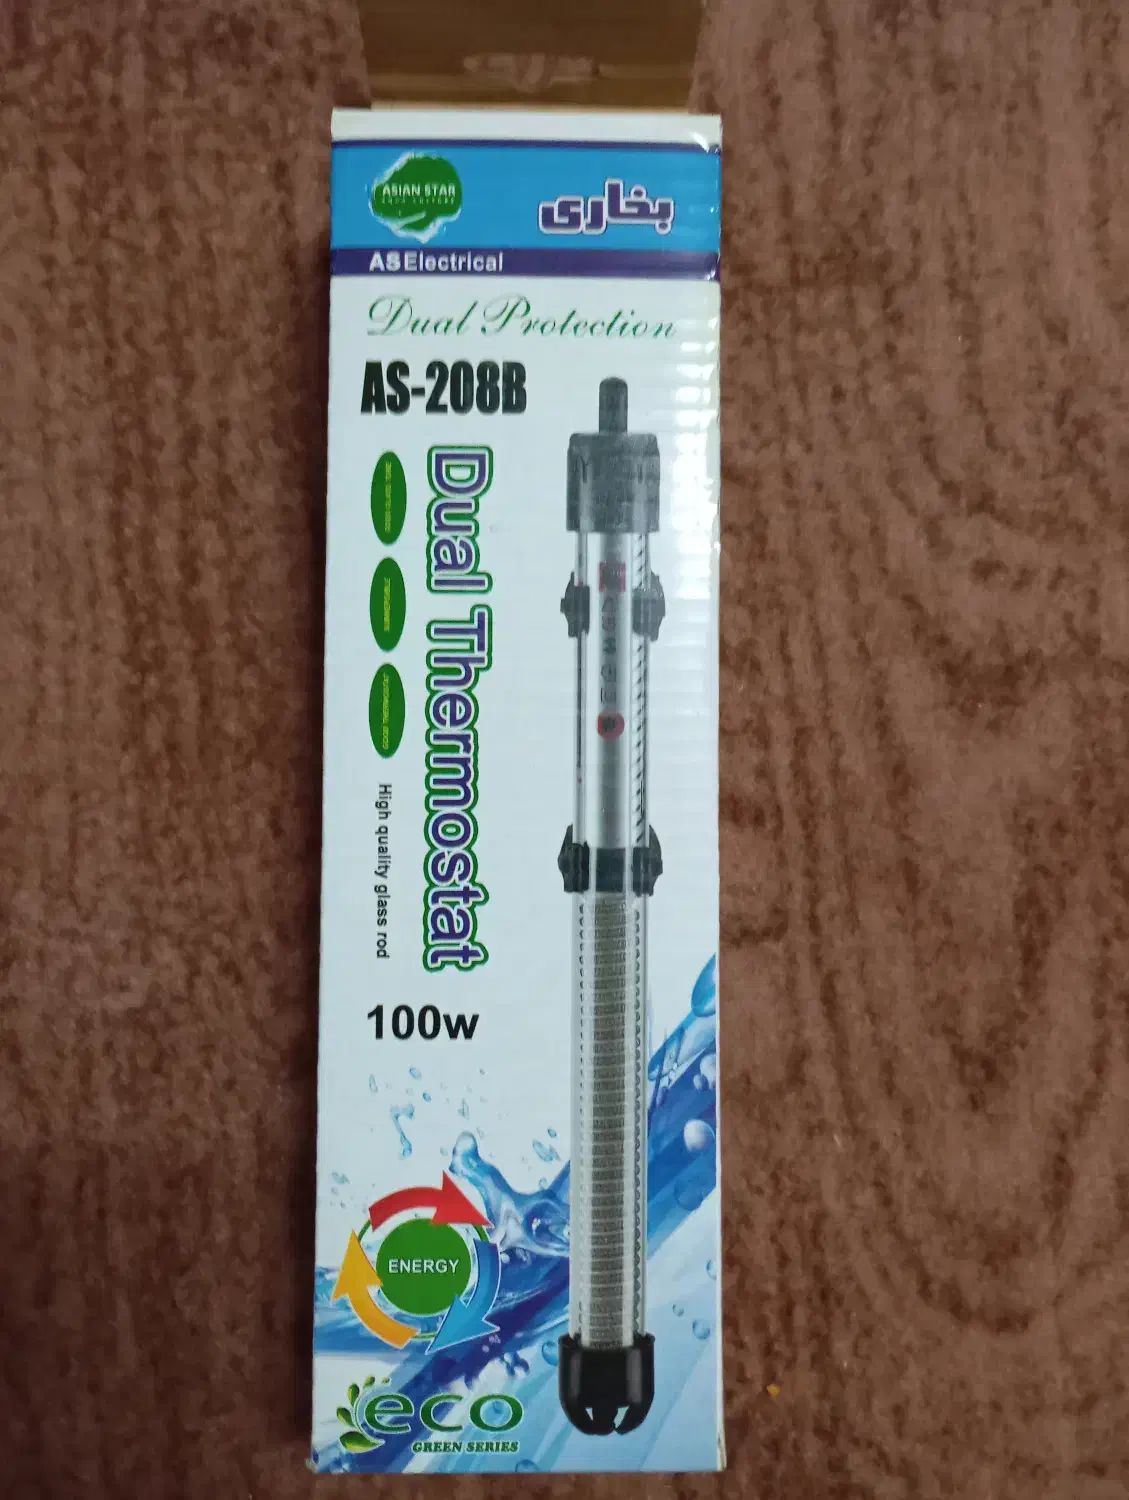 ASIAN STAR
بخاری
AS Electrical
Dual Protection
AS-208B
Dual Thermostat
High quality glass rod
100w
ENERGY
eco
GREEN SERIES